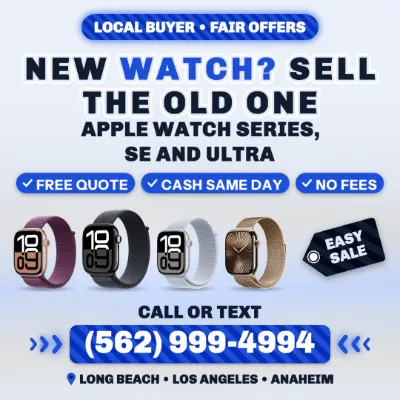 LOCAL BUYER • FAIR OFFERS
NEW WATCH? SELL
THE OLD ONE
APPLE WATCH SERIES,
SE AND ULTRA
FREE QUOTE
CASH SAME DAY
NO FEES
10
09
10
09
10
09
EASY
SALE
CALL OR TEXT
(562) 999-4994
LONG BEACH • LOS ANGELES • ANAHEIM